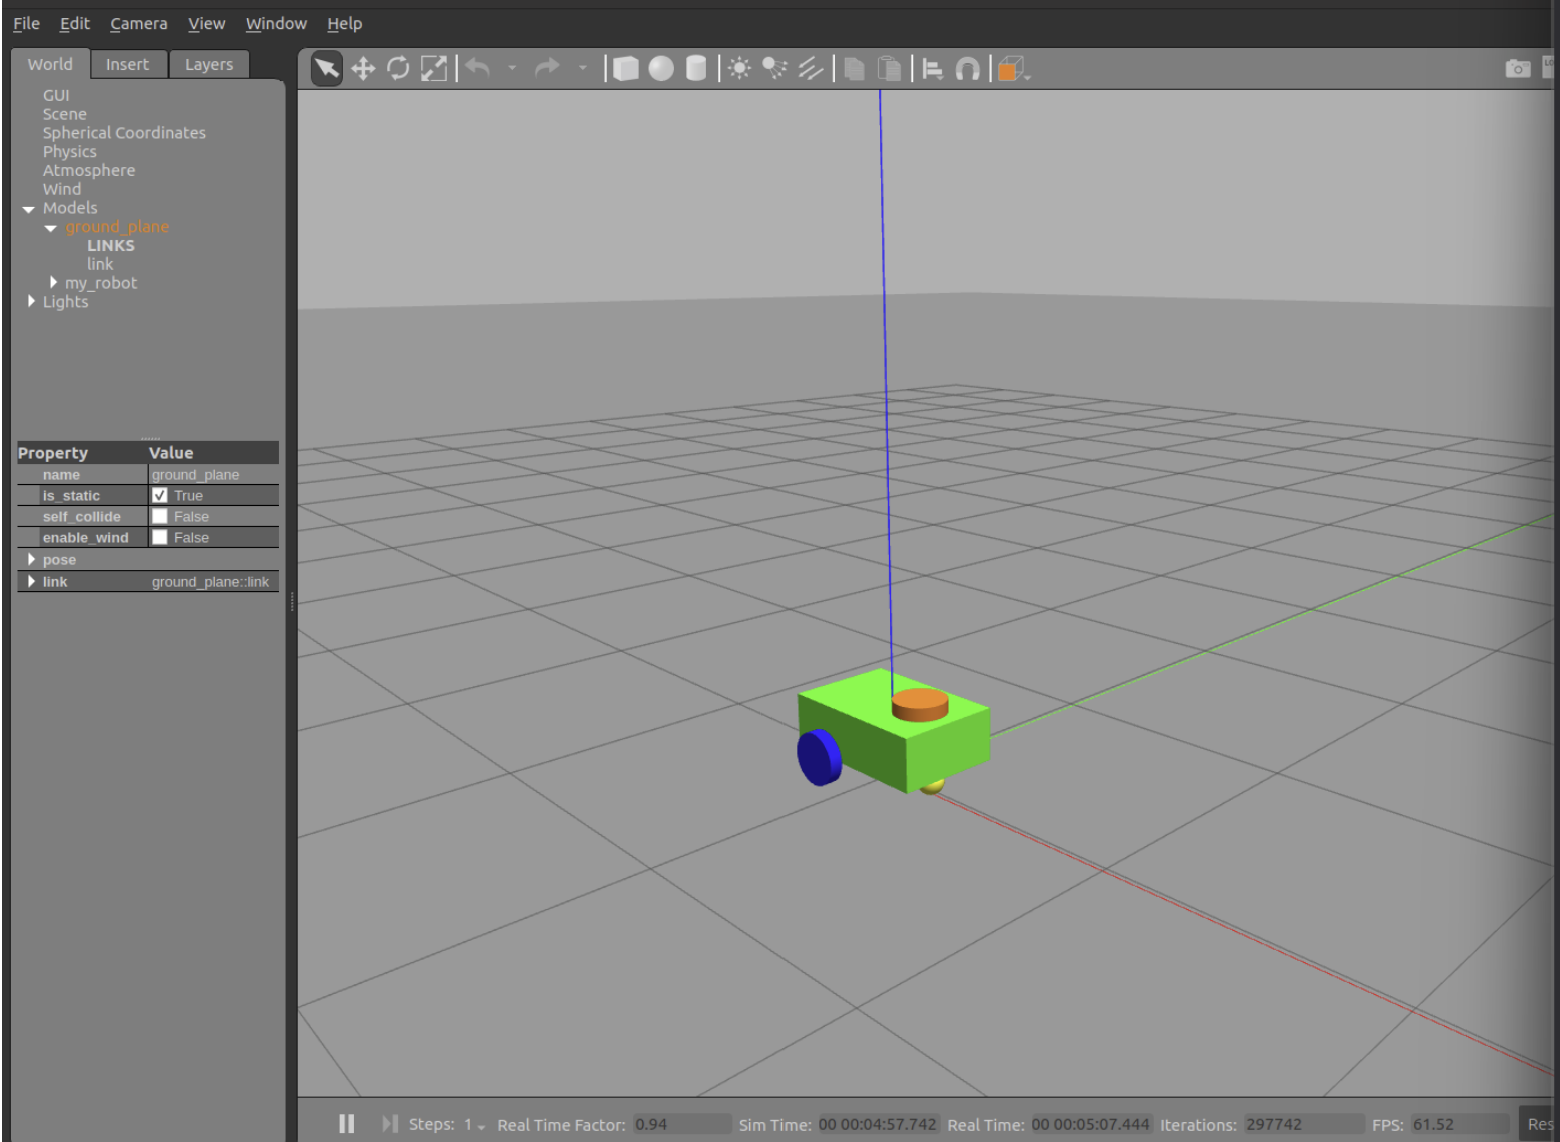 File Edit Camera View Window Help
World Insert Layers
GUI
Scene
Spherical Coordinates
Physics
Atmosphere
Wind
Models
ground_plane
LINKS
link
my_robot
Lights
Property Value
name ground_plane
is_static True
self_collide False
enable_wind False
pose
link ground_plane::link
Steps: 1 Real Time Factor: 0.94 Sim Time: 00 00:04:57.742 Real Time: 00 00:05:07.444 Iterations: 297742 FPS: 61.52 Res